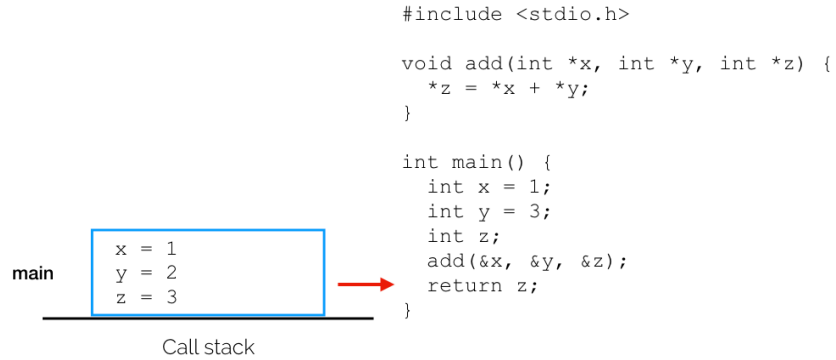 #include <stdio.h>
void add(int *x, int *y, int *z) {
  *z = *x + *y;
}
int main() {
  int x = 1;
  int y = 3;
  int z;
  add(&x, &y, &z);
  return z;
}
x = 1
y = 2
z = 3
main
Call stack